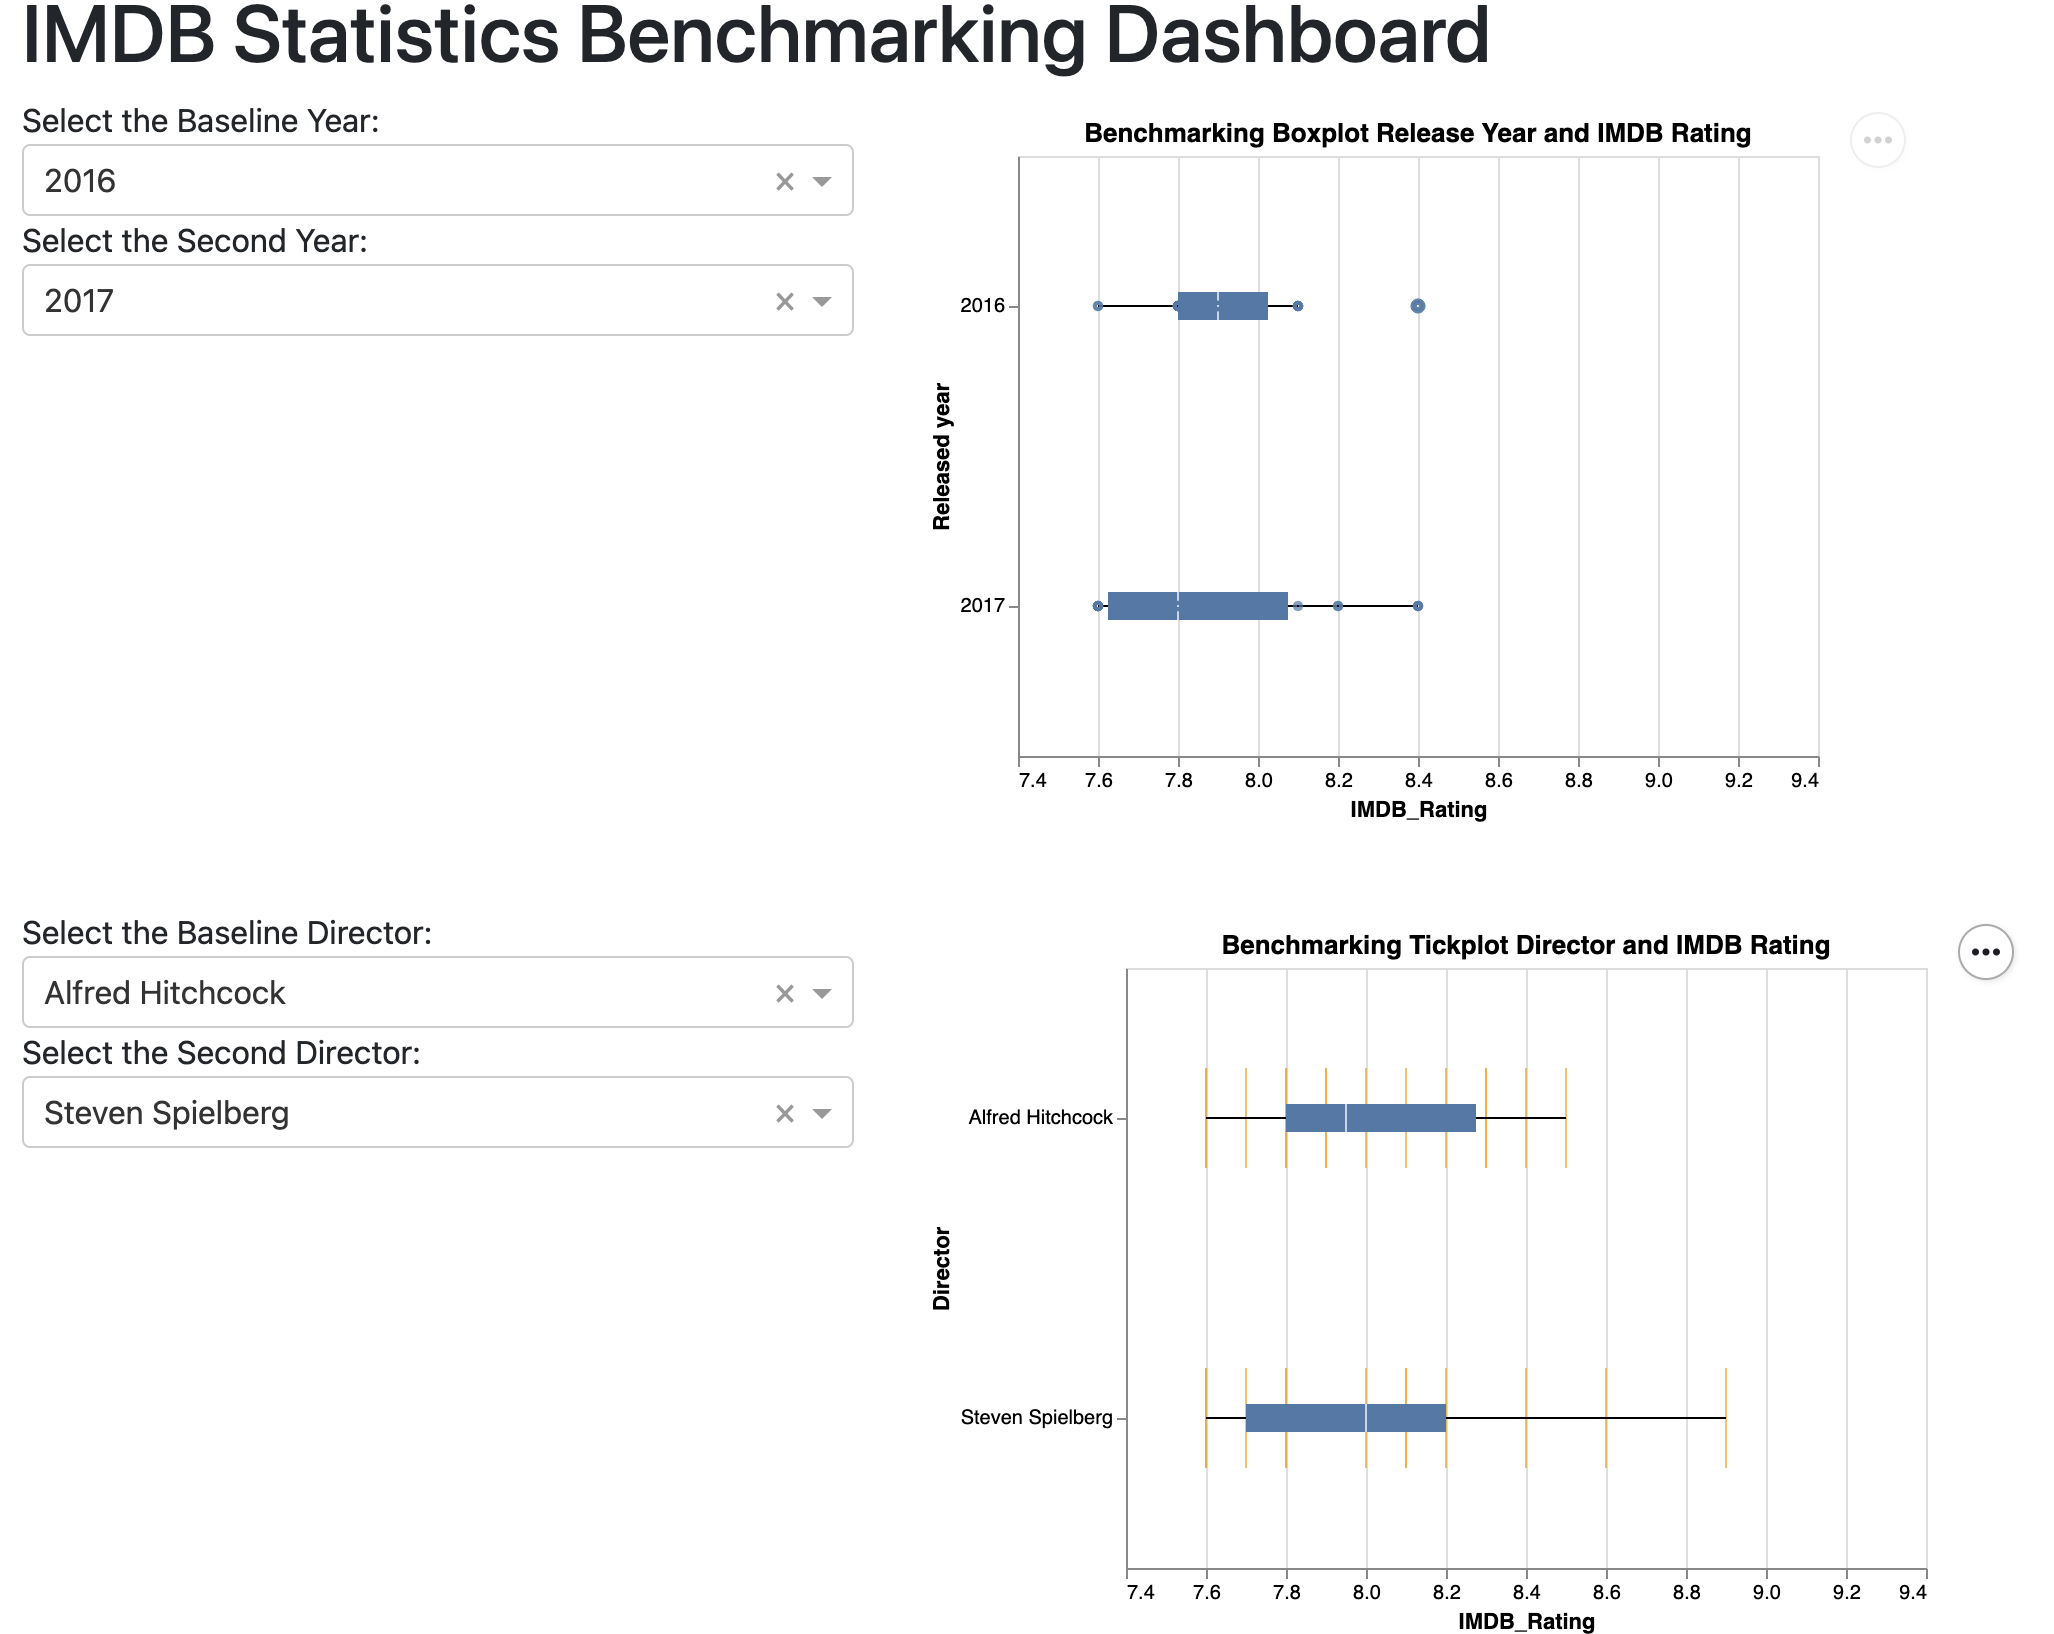 IMDB Statistics Benchmarking Dashboard
Select the Baseline Year:
2016
Select the Second Year:
2017
Benchmarking Boxplot Release Year and IMDB Rating
Released year
2016
2017
7.4 7.6 7.8 8.0 8.2 8.4 8.6 8.8 9.0 9.2 9.4
IMDB_Rating
Select the Baseline Director:
Alfred Hitchcock
Select the Second Director:
Steven Spielberg
Benchmarking Tickplot Director and IMDB Rating
Director
Alfred Hitchcock
Steven Spielberg
7.4 7.6 7.8 8.0 8.2 8.4 8.6 8.8 9.0 9.2 9.4
IMDB_Rating